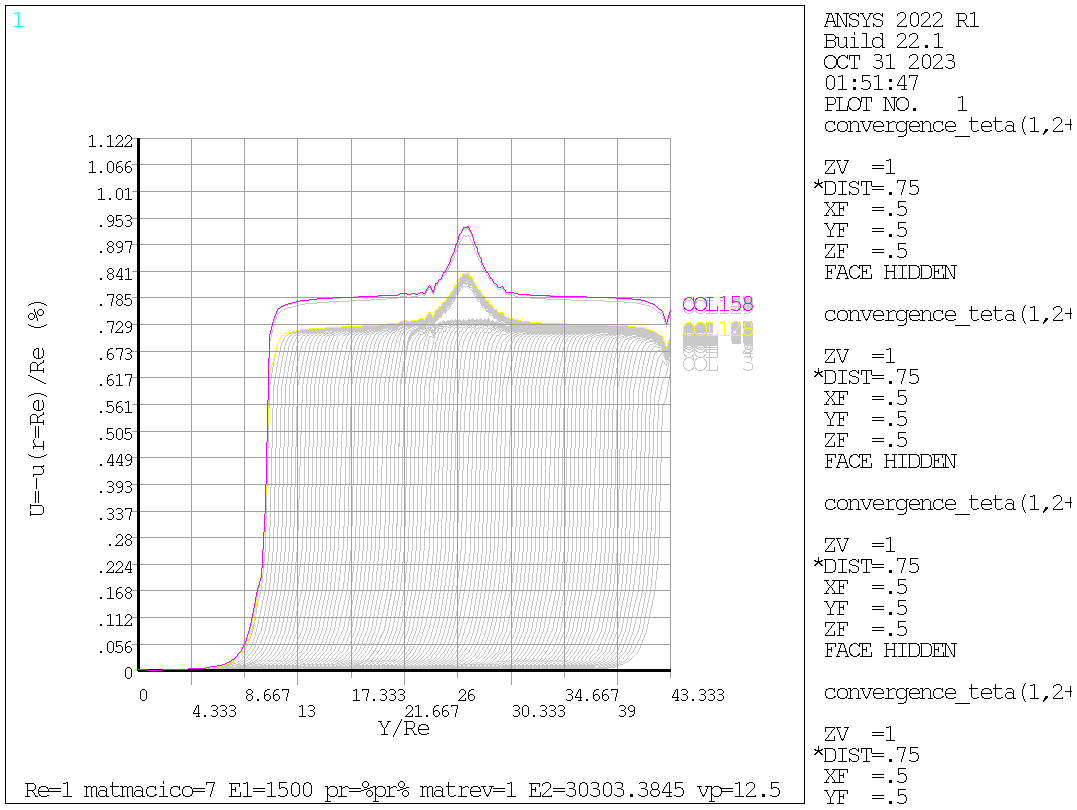 1
ANSYS 2022 R1
Build 22.1
OCT 31 2023
01:51:47
PLOT NO. 1
convergence_teta(1,2+
ZV =1
*DIST=.75
XF =.5
YF =.5
ZF =.5
FACE HIDDEN
convergence_teta(1,2+
ZV =1
*DIST=.75
XF =.5
YF =.5
ZF =.5
FACE HIDDEN
convergence_teta(1,2+
ZV =1
*DIST=.75
XF =.5
YF =.5
ZF =.5
FACE HIDDEN
convergence_teta(1,2+
ZV =1
*DIST=.75
XF =.5
YF =.5
U=-u(r=Re)/Re (%)
1.122
1.066
1.01
.953
.897
.841
.785
.729
.673
.617
.561
.505
.449
.393
.337
.28
.224
.168
.112
.056
0
COL 158
COL
COL 3
0
4.333
8.667
13
17.333
21.667
26
30.333
34.667
39
43.333
Y/Re
Re=1 matmacico=7 E1=1500 pr=%pr% matrev=1 E2=30303.3845 vp=12.5